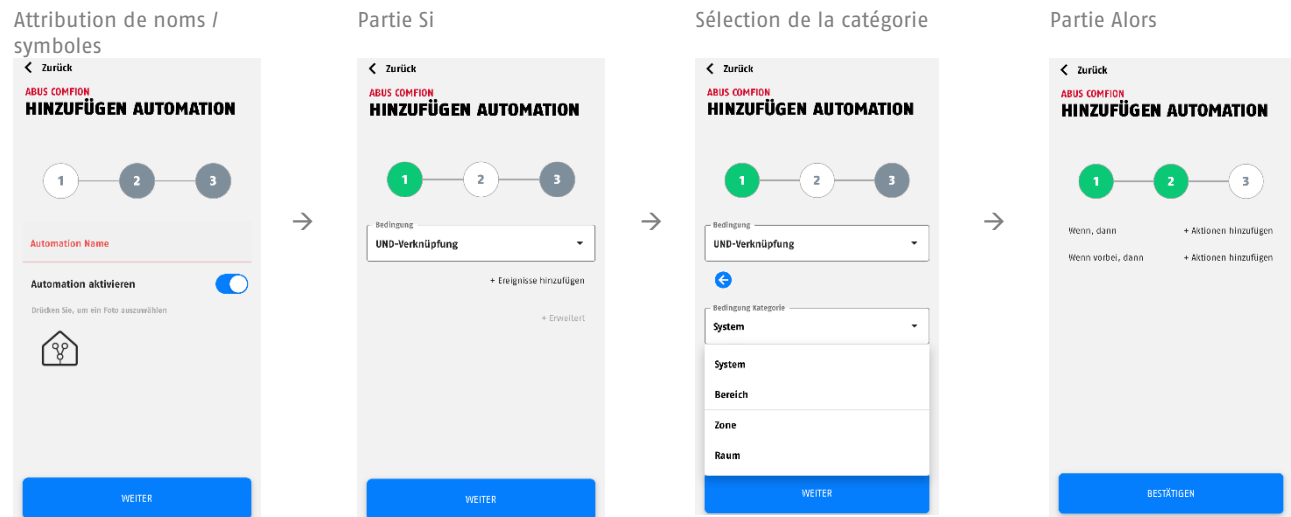 Attribution de noms /
symboles
Zurück
ABUS COMFION
HINZUFÜGEN AUTOMATION
1 2 3
Automation Name
Automation aktivieren
Drücken Sie, um ein Foto auszuwählen
WEITER
Partie Si
Zurück
ABUS COMFION
HINZUFÜGEN AUTOMATION
1 2 3
Bedingung
UND-Verknüpfung
+ Ereignisse hinzufügen
+ Erweitert
WEITER
Sélection de la catégorie
Zurück
ABUS COMFION
HINZUFÜGEN AUTOMATION
1 2 3
Bedingung
UND-Verknüpfung
Bedingung Kategorie
System
System
Bereich
Zone
Raum
WEITER
Partie Alors
Zurück
ABUS COMFION
HINZUFÜGEN AUTOMATION
1 2 3
Wenn, dann + Aktionen hinzufügen
Wenn vorbei, dann + Aktionen hinzufügen
BESTÄTIGEN